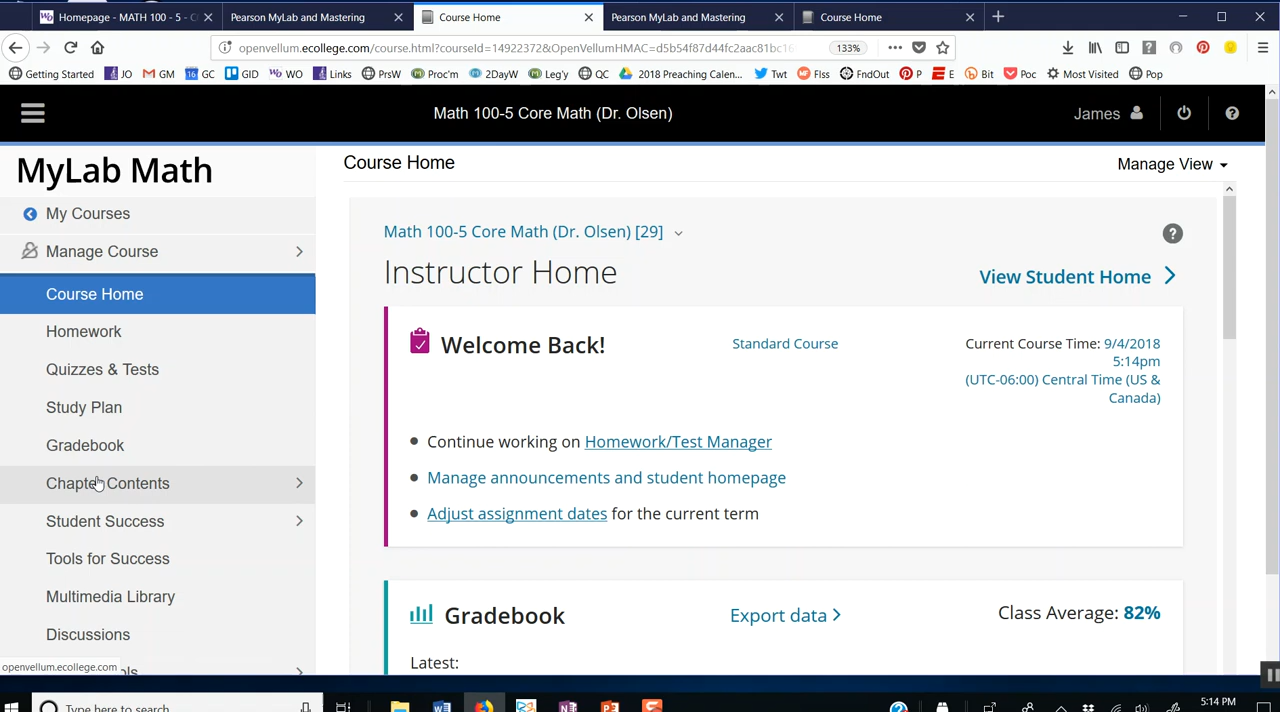 Homepage - MATH 100 - 5 - C
Pearson MyLab and Mastering
Course Home
Pearson MyLab and Mastering
Course Home
openvellum.ecollege.com/course.html?courseId=14922372&OpenVellumHMAC=d5b54f87d44fc2aac81bc16
133%
Getting Started JO GM GC GID WO Links PrsW Proc'm 2DayW Leg'y QC 2018 Preaching Calen... Twt FIss FndOut P E Bit Poc Most Visited Pop
Math 100-5 Core Math (Dr. Olsen)
James
MyLab Math
Course Home
Manage View
My Courses
Manage Course
Course Home
Homework
Quizzes & Tests
Study Plan
Gradebook
Chapter Contents
Student Success
Tools for Success
Multimedia Library
Discussions
openvellum.ecollege.com
Math 100-5 Core Math (Dr. Olsen) [29]
Instructor Home
View Student Home
Welcome Back!
Standard Course
Current Course Time: 9/4/2018
5:14pm
(UTC-06:00) Central Time (US &
Canada)
Continue working on Homework/Test Manager
Manage announcements and student homepage
Adjust assignment dates for the current term
Gradebook
Export data
Class Average: 82%
Latest:
Type here to search
5:14 PM